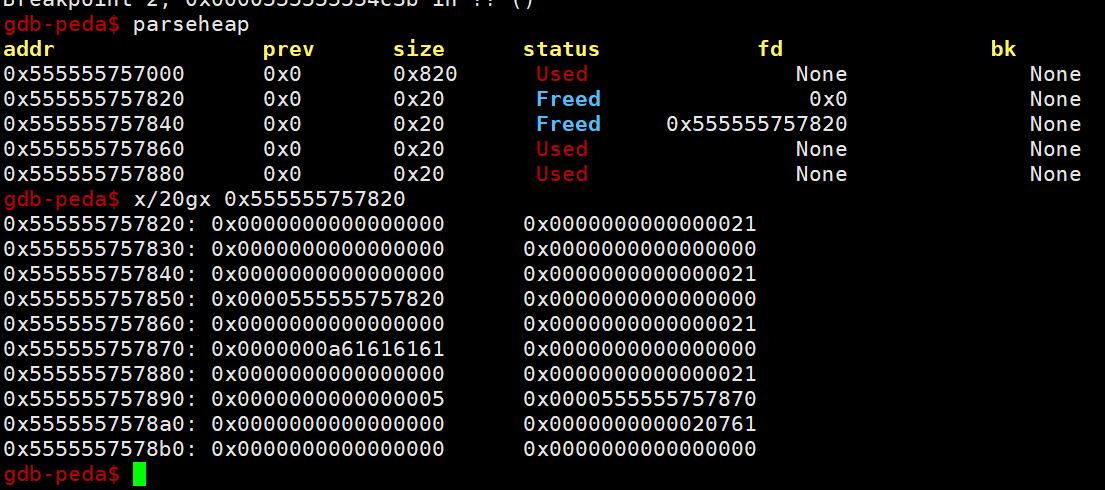 Breakpoint 2, 0x0000555555554c3b in ?? ()
gdb-peda$ parseheap
addr                prev      size      status            fd                bk
0x555555757000      0x0       0x820      Used               None              None
0x555555757820      0x0       0x20       Freed               0x0              None
0x555555757840      0x0       0x20       Freed     0x555555757820              None
0x555555757860      0x0       0x20       Used               None              None
0x555555757880      0x0       0x20       Used               None              None
gdb-peda$ x/20gx 0x555555757820
0x555555757820: 0x0000000000000000      0x0000000000000021
0x555555757830: 0x0000000000000000      0x0000000000000000
0x555555757840: 0x0000000000000000      0x0000000000000021
0x555555757850: 0x0000555555757820      0x0000000000000000
0x555555757860: 0x0000000000000000      0x0000000000000021
0x555555757870: 0x0000000a61616161      0x0000000000000000
0x555555757880: 0x0000000000000000      0x0000000000000021
0x555555757890: 0x0000000000000005      0x0000555555757870
0x5555557578a0: 0x0000000000000000      0x0000000000020761
0x5555557578b0: 0x0000000000000000      0x0000000000000000
gdb-peda$